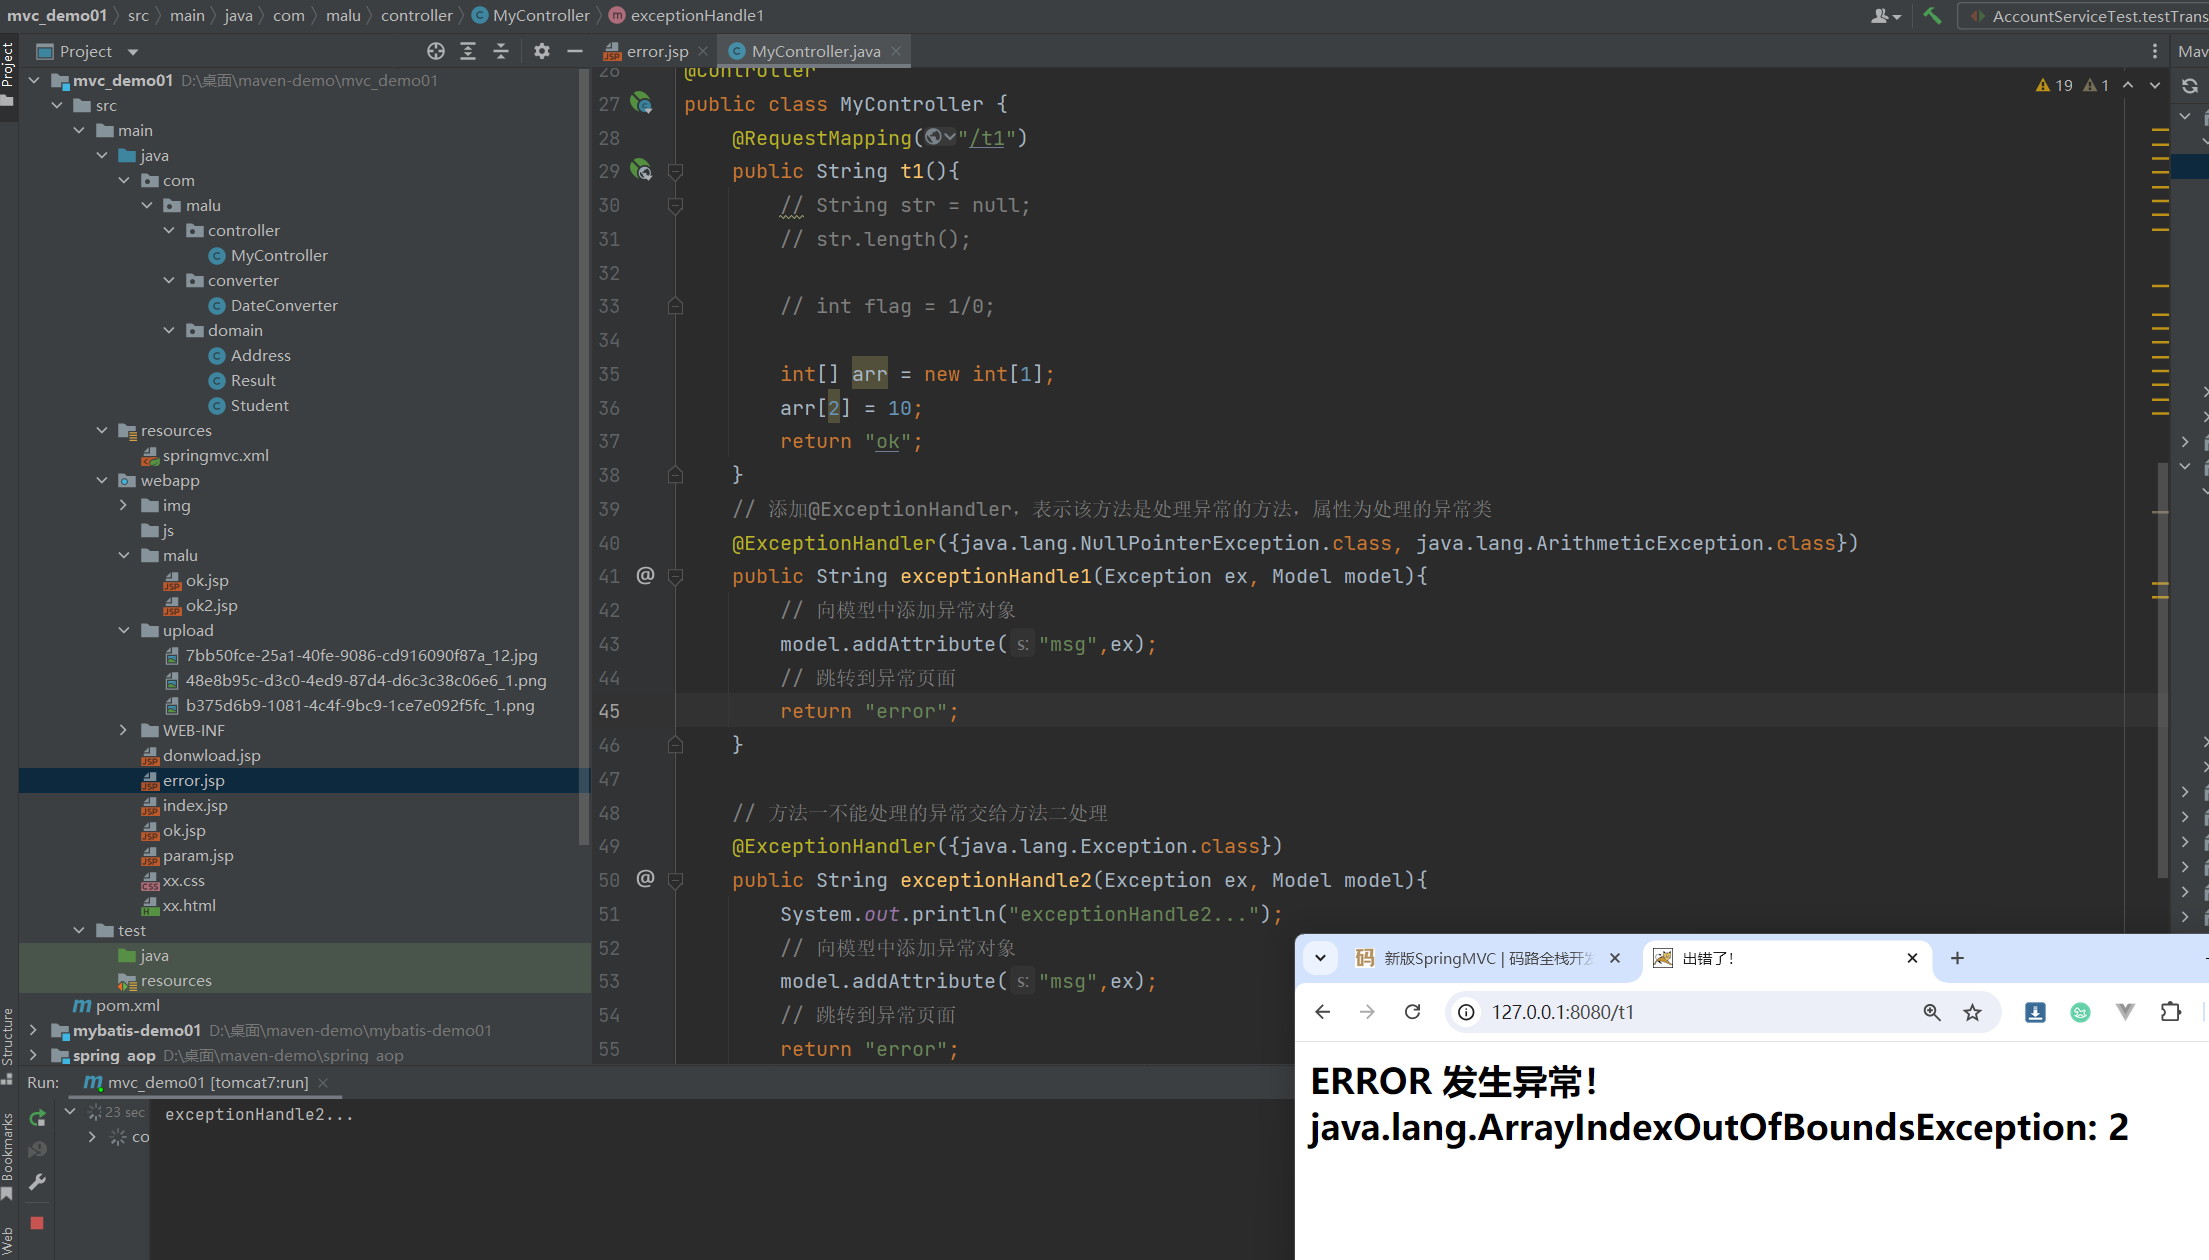 mvc_demo01 src main java com malu controller MyController exceptionHandle1
AccountServiceTest.testTrans
Project
error.jsp
MyController.java
Mav
Project
mvc_demo01 D:\桌面\maven-demo\mvc_demo01
src
main
java
com
malu
controller
MyController
converter
DateConverter
domain
Address
Result
Student
resources
springmvc.xml
webapp
img
js
malu
ok.jsp
ok2.jsp
upload
7bb50fce-25a1-40fe-9086-cd916090f87a_12.jpg
48e8b95c-d3c0-4ed9-87d4-d6c3c38c06e6_1.png
b375d6b9-1081-4c4f-9bc9-1ce7e092f5fc_1.png
WEB-INF
donwload.jsp
error.jsp
index.jsp
ok.jsp
param.jsp
xx.css
xx.html
test
java
resources
pom.xml
mybatis-demo01 D:\桌面\maven-demo\mybatis-demo01
spring_aop D:\桌面\maven-demo\spring_aop
19 1
26 @Controller
27 public class MyController {
28 @RequestMapping("/t1")
29 public String t1(){
30 // String str = null;
31 // str.length();
32
33 // int flag = 1/0;
34
35 int[] arr = new int[1];
36 arr[2] = 10;
37 return "ok";
38 }
39 // 添加@ExceptionHandler，表示该方法是处理异常的方法，属性为处理的异常类
40 @ExceptionHandler({java.lang.NullPointerException.class, java.lang.ArithmeticException.class})
41 @ public String exceptionHandle1(Exception ex, Model model){
42 // 向模型中添加异常对象
43 model.addAttribute( s: "msg",ex);
44 // 跳转到异常页面
45 return "error";
46 }
47
48 // 方法一不能处理的异常交给方法二处理
49 @ExceptionHandler({java.lang.Exception.class})
50 @ public String exceptionHandle2(Exception ex, Model model){
51 System.out.println("exceptionHandle2...");
52 // 向模型中添加异常对象
53 model.addAttribute( s: "msg",ex);
54 // 跳转到异常页面
55 return "error";
Structure
Bookmarks
Web
Run: mvc_demo01 [tomcat7:run]
23 sec
co
exceptionHandle2...
新版SpringMVC | 码路全栈开发
出错了!
127.0.0.1:8080/t1
ERROR 发生异常!
java.lang.ArrayIndexOutOfBoundsException: 2